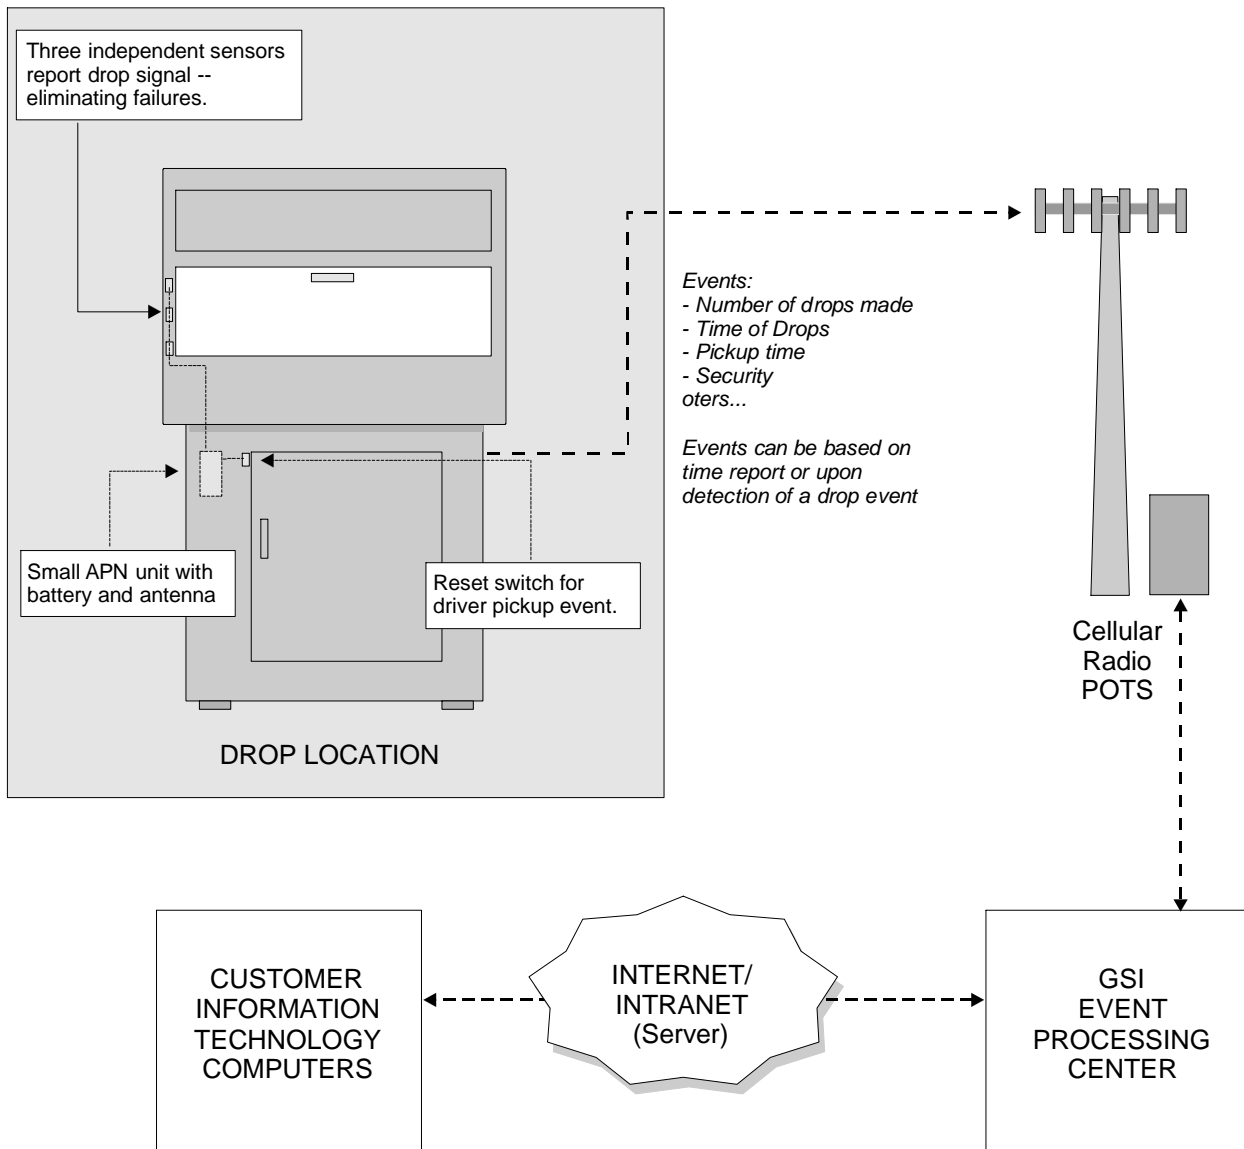 Three independent sensors
report drop signal --
eliminating failures.
Events:
- Number of drops made
- Time of Drops
- Pickup time
- Security
oters...
Events can be based on
time report or upon
detection of a drop event
Small APN unit with
battery and antenna
Reset switch for
driver pickup event.
Cellular
Radio
POTS
DROP LOCATION
CUSTOMER
INFORMATION
TECHNOLOGY
COMPUTERS
INTERNET/
INTRANET
(Server)
GSI
EVENT
PROCESSING
CENTER